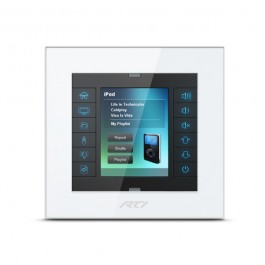 iPod
Life in Technicolor
Coldplay
Viva la Vida
My Playlist
Repeat
Shuffle
Playlist
RTI